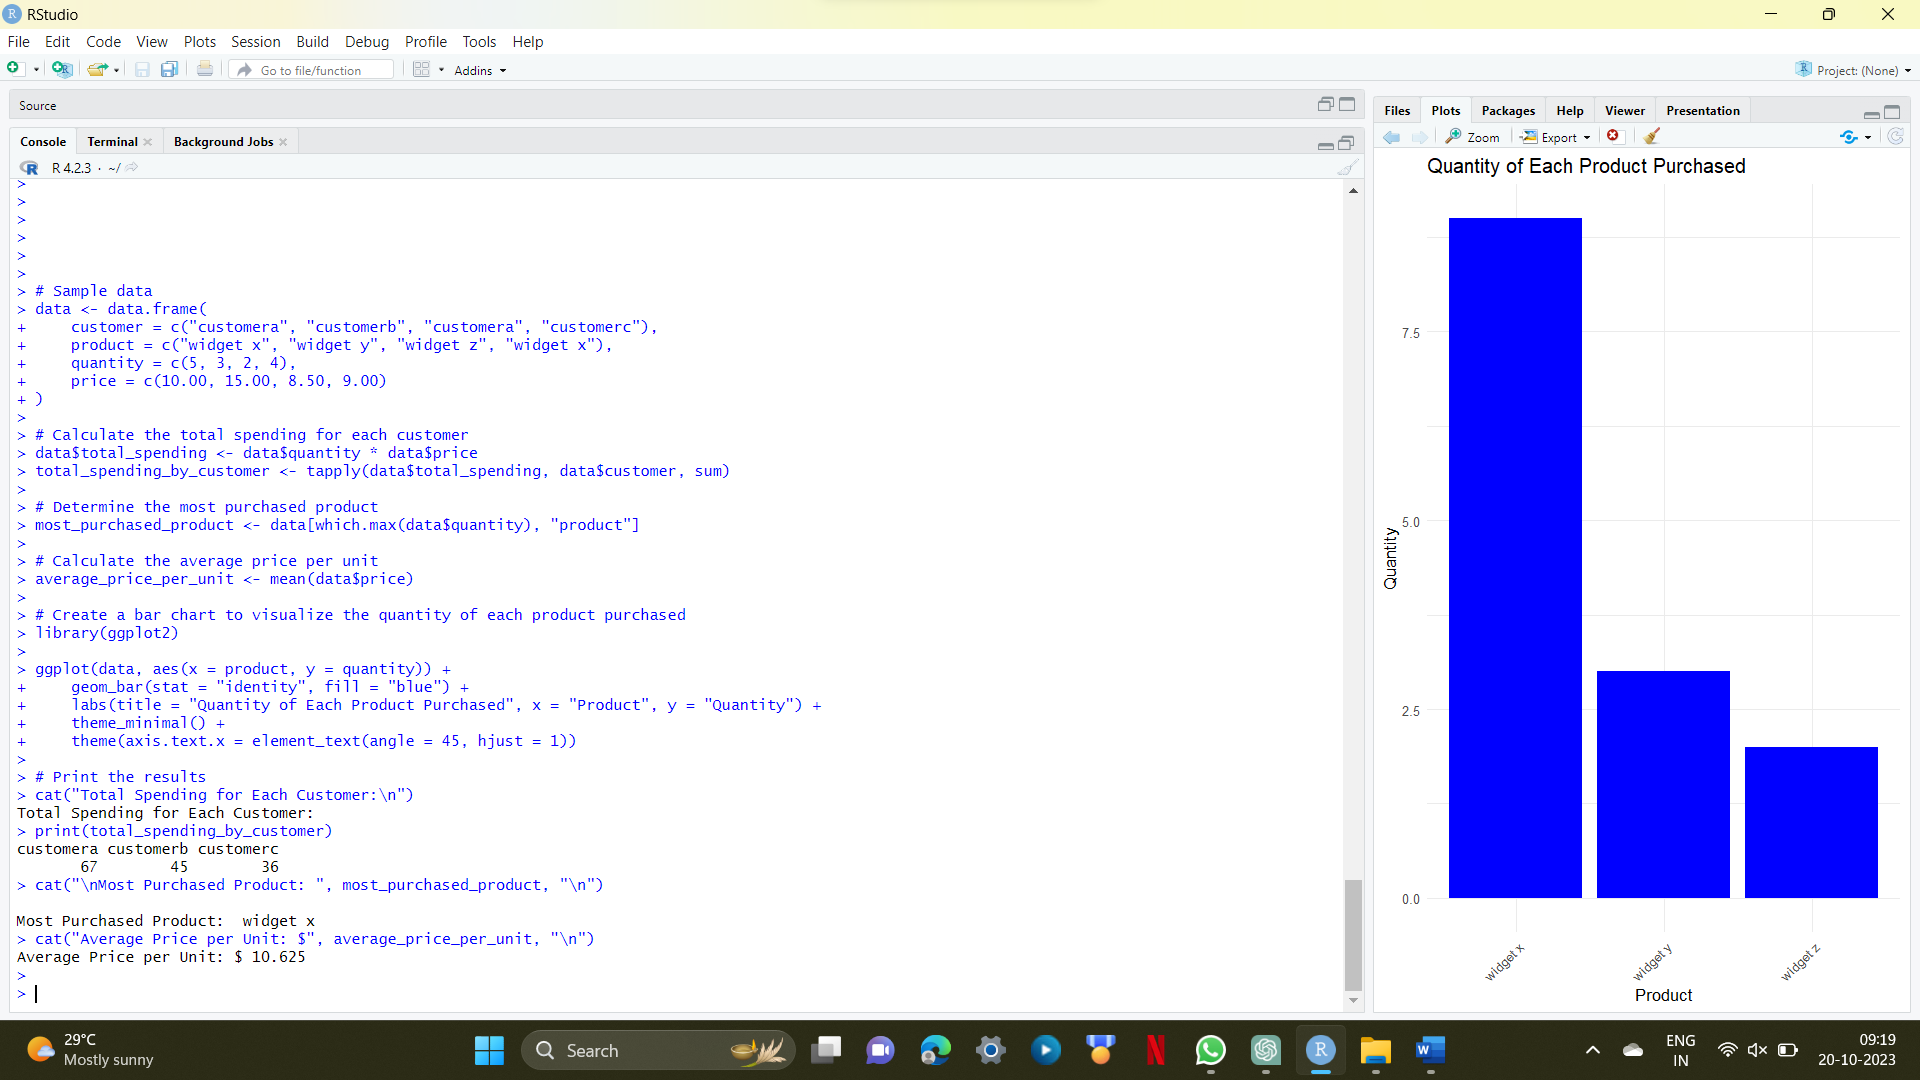 RStudio
File Edit Code View Plots Session Build Debug Profile Tools Help
Go to file/function
Addins
Project: (None)
Source
Console Terminal Background Jobs
R 4.2.3 · ~/
>
>
>
>
>
>
> # Sample data
> data <- data.frame(
+     customer = c("customera", "customerb", "customera", "customerc"),
+     product = c("widget x", "widget y", "widget z", "widget x"),
+     quantity = c(5, 3, 2, 4),
+     price = c(10.00, 15.00, 8.50, 9.00)
+ )
>
> # Calculate the total spending for each customer
> data$total_spending <- data$quantity * data$price
> total_spending_by_customer <- tapply(data$total_spending, data$customer, sum)
>
> # Determine the most purchased product
> most_purchased_product <- data[which.max(data$quantity), "product"]
>
> # Calculate the average price per unit
> average_price_per_unit <- mean(data$price)
>
> # Create a bar chart to visualize the quantity of each product purchased
> library(ggplot2)
>
> ggplot(data, aes(x = product, y = quantity)) +
+     geom_bar(stat = "identity", fill = "blue") +
+     labs(title = "Quantity of Each Product Purchased", x = "Product", y = "Quantity") +
+     theme_minimal() +
+     theme(axis.text.x = element_text(angle = 45, hjust = 1))
>
> # Print the results
> cat("Total Spending for Each Customer:\n")
Total Spending for Each Customer:
> print(total_spending_by_customer)
customera customerb customerc
       67        45        36
> cat("\nMost Purchased Product: ", most_purchased_product, "\n")
Most Purchased Product:  widget x
> cat("Average Price per Unit: $", average_price_per_unit, "\n")
Average Price per Unit: $ 10.625
>
>
Files Plots Packages Help Viewer Presentation
Zoom Export
Quantity of Each Product Purchased
7.5
5.0
2.5
0.0
Quantity
widget x
widget y
widget z
Product
29°C
Mostly sunny
Search
ENG
IN
09:19
20-10-2023